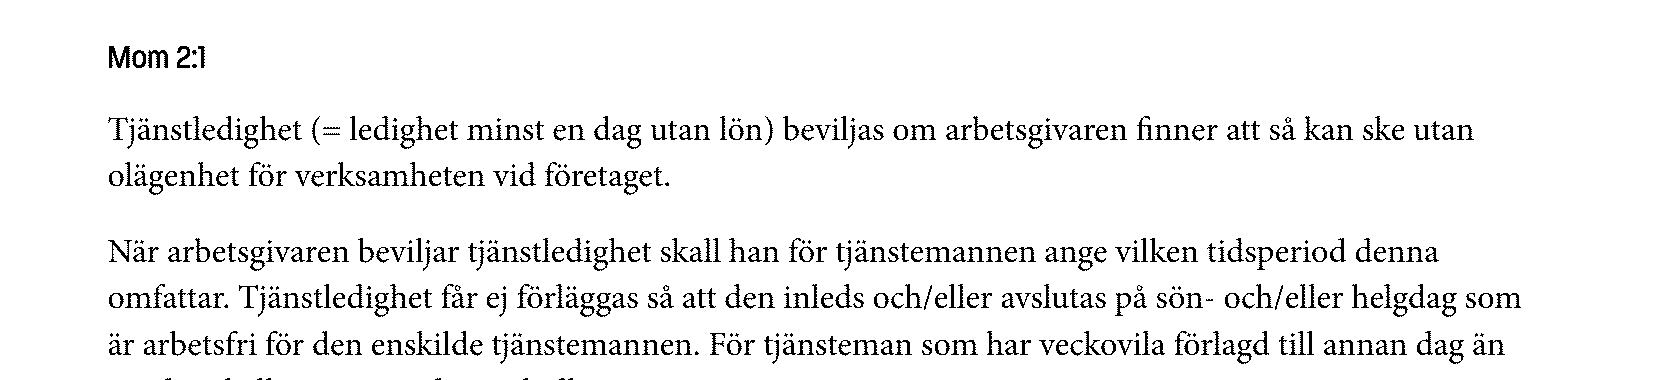 Mom 2:1
Tjänstledighet (= ledighet minst en dag utan lön) beviljas om arbetsgivaren finner att så kan ske utan
olägenhet för verksamheten vid företaget.
När arbetsgivaren beviljar tjänstledighet skall han för tjänstemannen ange vilken tidsperiod denna
omfattar. Tjänstledighet får ej förläggas så att den inleds och/eller avslutas på sön- och/eller helgdag som
är arbetsfri för den enskilde tjänstemannen. För tjänsteman som har veckovila förlagd till annan dag än